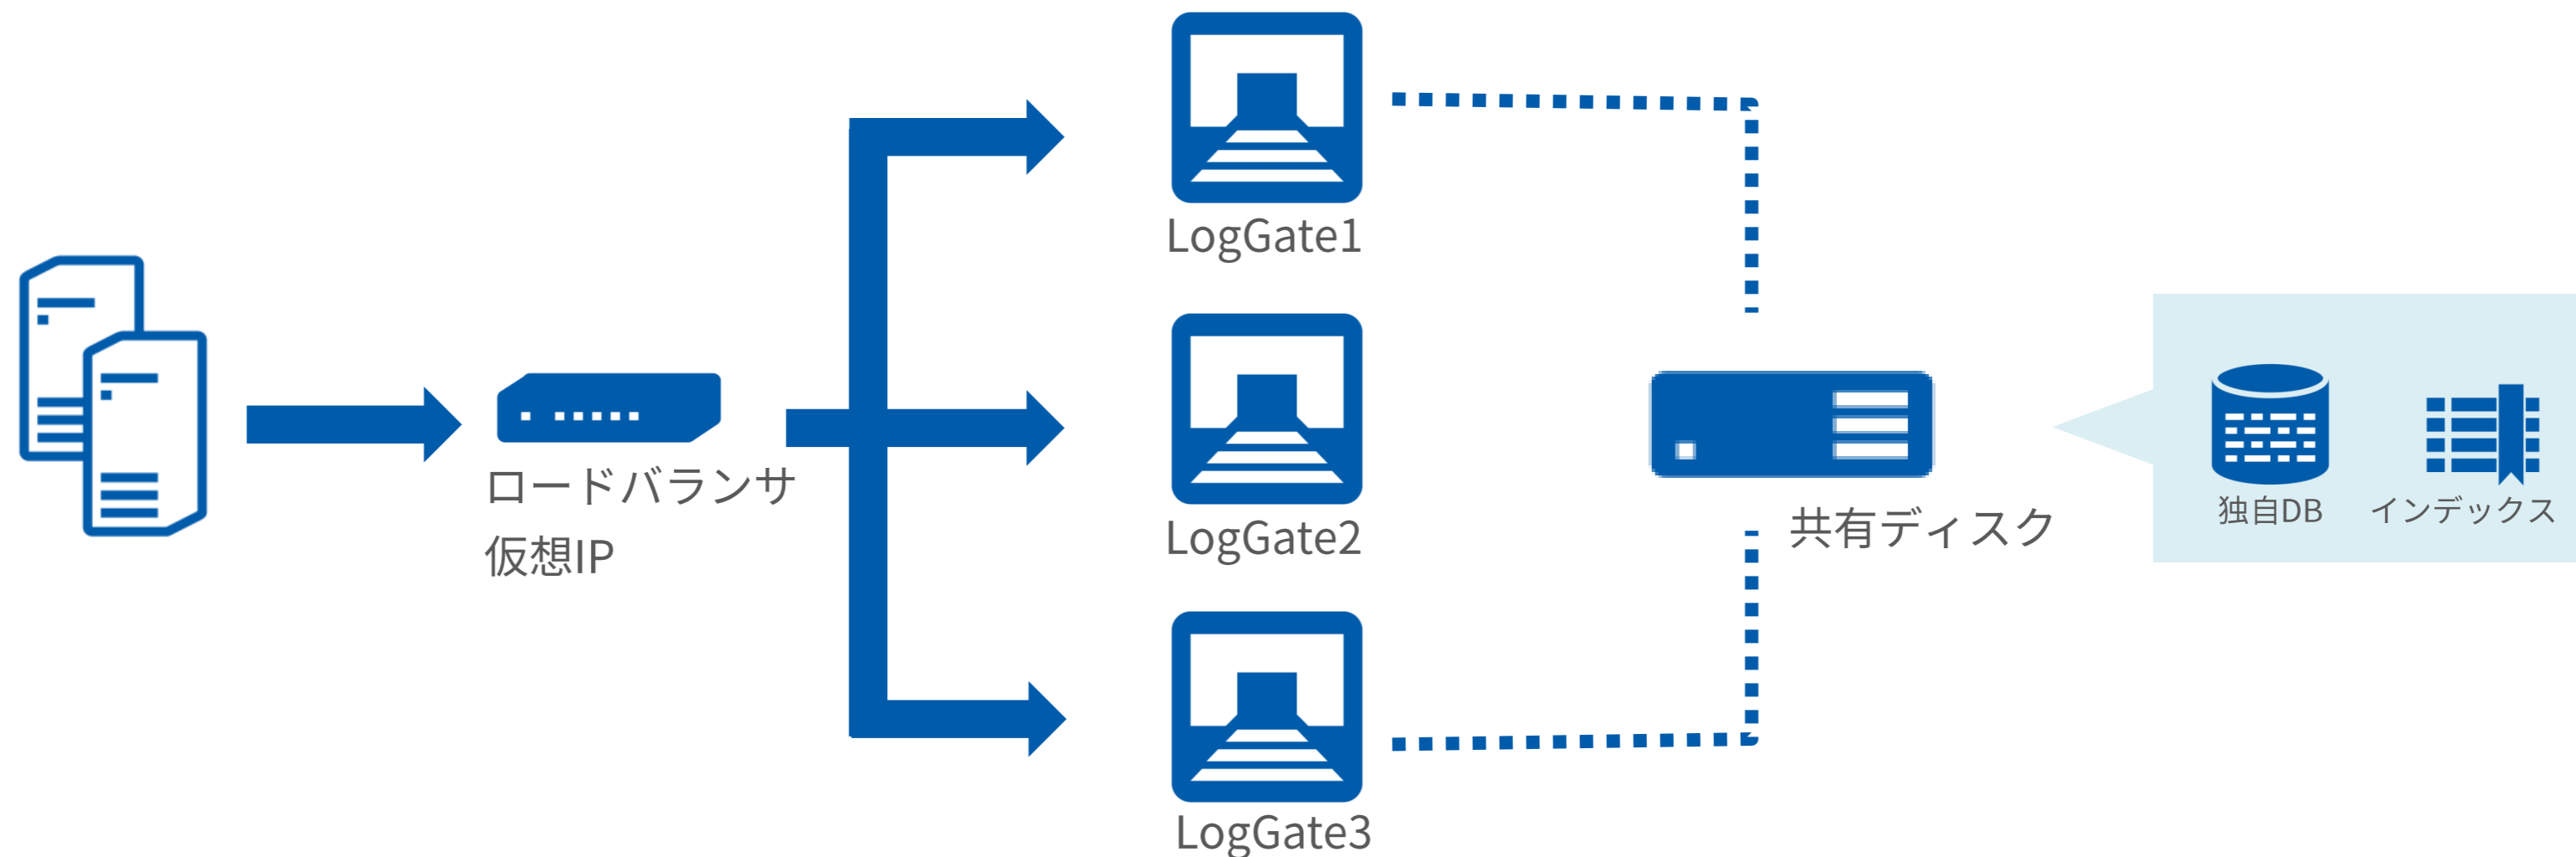 LogGate1
ロードバランサ
仮想IP
LogGate2
共有ディスク
独自DB
インデックス
LogGate3